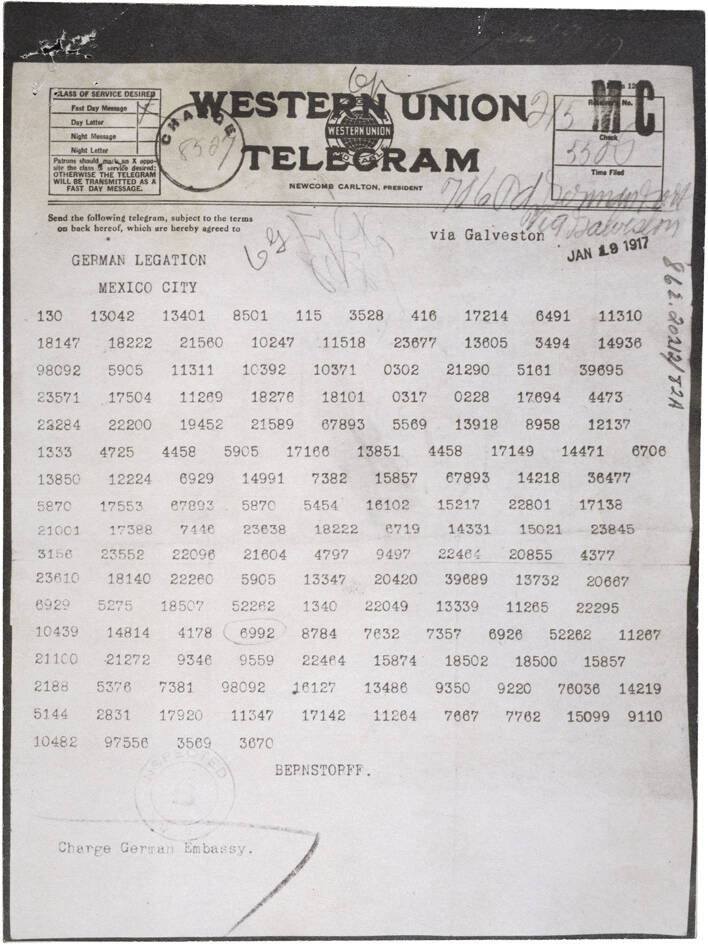 CLASS OF SERVICE DESIRED
Fast Day Message
Day Letter
Night Message
Night Letter
Patrons should mark an X oppo-
site the class of service desired;
OTHERWISE THE TELEGRAM
WILL BE TRANSMITTED AS A
FAST DAY MESSAGE.
CHARGE
WESTERN UNION
WESTERN UNION
TELEGRAM
NEWCOMB CARLTON, PRESIDENT
MC
Receiver's No.
Check
Time Filed
Send the following telegram, subject to the terms
on back hereof, which are hereby agreed to
via Galveston
via Galveston
JAN 19 1917
GERMAN LEGATION
MEXICO CITY
130 13042 13401 8501 115 3528 416 17214 6491 11310
18147 18222 21560 10247 11518 23677 13605 3494 14936
98092 5905 11311 10392 10371 0302 21290 5161 39695
23571 17504 11269 18276 18101 0317 0228 17694 4473
22284 22200 19452 21589 67893 5569 13918 8958 12137
1333 4725 4458 5905 17166 13851 4458 17149 14471 6706
13850 12224 6929 14991 7382 15857 67893 14218 36477
5870 17553 67893 5870 5454 16102 15217 22801 17138
21001 17388 7446 23638 18222 6719 14331 15021 23845
3156 23552 22096 21604 4797 9497 22464 20855 4377
23610 18140 22260 5905 13347 20420 39689 13732 20667
6929 5275 18507 52262 1340 22049 13339 11265 22295
10439 14814 4178 6992 8784 7632 7357 6926 52262 11267
21100 21272 9346 9559 22464 15874 18502 18500 15857
2188 5376 7381 98092 16127 13486 9350 9220 76036 14219
5144 2831 17920 11347 17142 11264 7667 7762 15099 9110
10482 97556 3569 3670
BERNSTORFF.
Charge German Embassy.